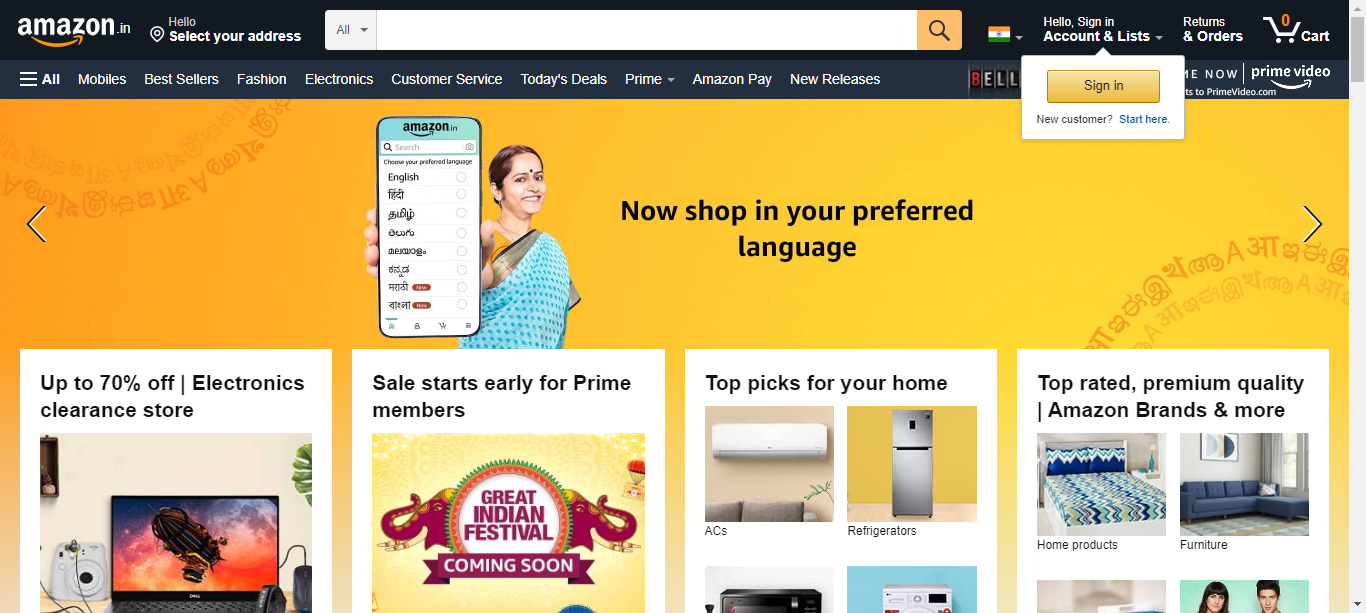 amazon.in
Hello
Select your address
All
Hello, Sign in
Account & Lists
Returns
& Orders
0
Cart
All
Mobiles
Best Sellers
Fashion
Electronics
Customer Service
Today's Deals
Prime
Amazon Pay
New Releases
BELL
ME NOW
prime video
ts to PrimeVideo.com
Sign in
New customer? Start here.
amazon.in
Search
Choose your preferred language
English
हिंदी
தமிழ்
తెలుగు
മലയാളം
ಕನ್ನಡ
मराठी New
বাংলা New
Now shop in your preferred
language
Up to 70% off | Electronics
clearance store
DELL
Sale starts early for Prime
members
GREAT
INDIAN
FESTIVAL
COMING SOON
Top picks for your home
ACs
Refrigerators
Top rated, premium quality
| Amazon Brands & more
Home products
Furniture